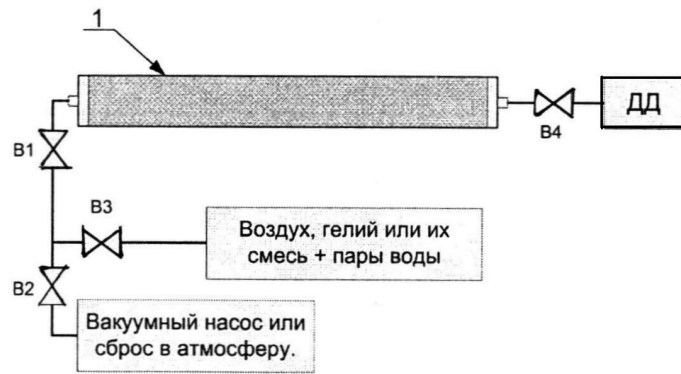 1
В1
В4
ДД
В3
Воздух, гелий или их
смесь + пары воды
В2
Вакуумный насос или
сброс в атмосферу.